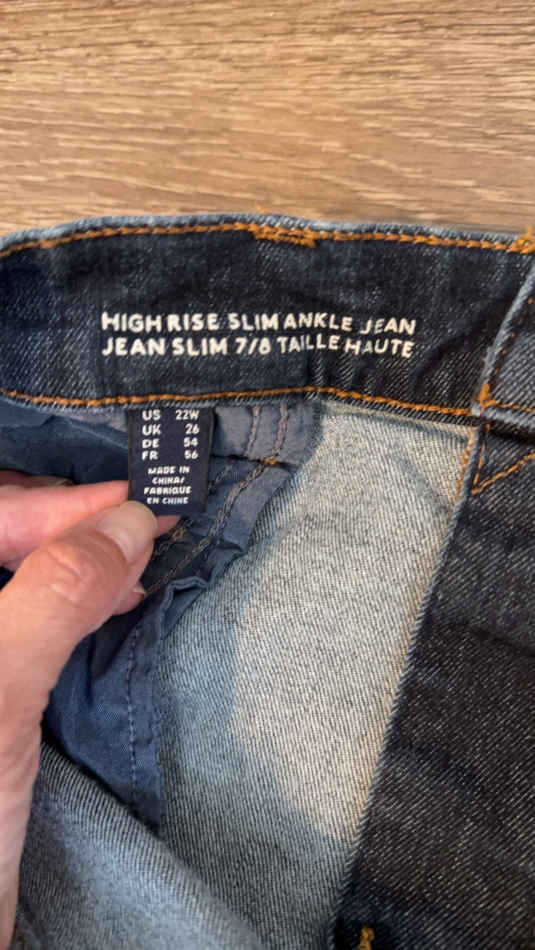 HIGH RISE SLIM ANKLE JEAN
JEAN SLIM 7/8 TAILLE HAUTE
US 22W
UK 26
DE 54
FR 56
MADE IN
CHINA/
FABRIQUE
EN CHINE